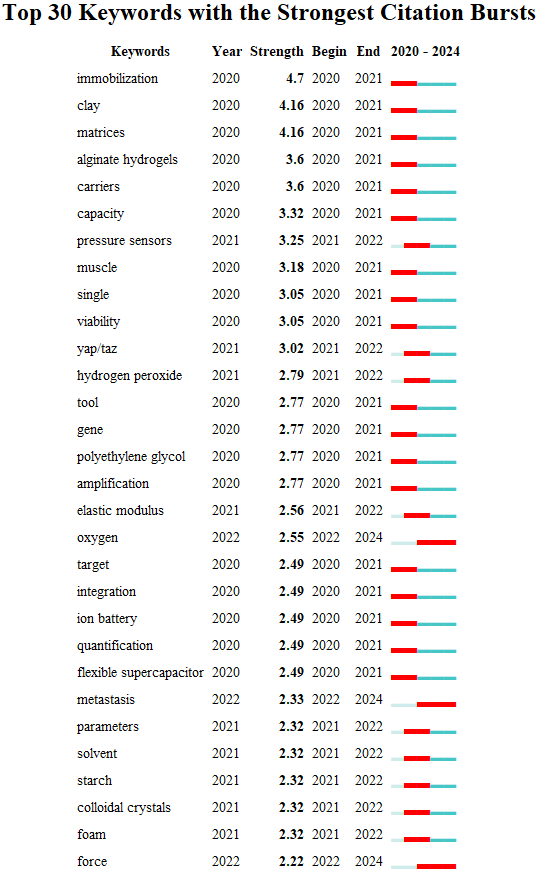 Top 30 Keywords with the Strongest Citation Bursts
Keywords Year Strength Begin End 2020 - 2024
immobilization 2020 4.7 2020 2021
clay 2020 4.16 2020 2021
matrices 2020 4.16 2020 2021
alginate hydrogels 2020 3.6 2020 2021
carriers 2020 3.6 2020 2021
capacity 2020 3.32 2020 2021
pressure sensors 2021 3.25 2021 2022
muscle 2020 3.18 2020 2021
single 2020 3.05 2020 2021
viability 2020 3.05 2020 2021
yap/taz 2021 3.02 2021 2022
hydrogen peroxide 2021 2.79 2021 2022
tool 2020 2.77 2020 2021
gene 2020 2.77 2020 2021
polyethylene glycol 2020 2.77 2020 2021
amplification 2020 2.77 2020 2021
elastic modulus 2021 2.56 2021 2022
oxygen 2022 2.55 2022 2024
target 2020 2.49 2020 2021
integration 2020 2.49 2020 2021
ion battery 2020 2.49 2020 2021
quantification 2020 2.49 2020 2021
flexible supercapacitor 2020 2.49 2020 2021
metastasis 2022 2.33 2022 2024
parameters 2021 2.32 2021 2022
solvent 2021 2.32 2021 2022
starch 2021 2.32 2021 2022
colloidal crystals 2021 2.32 2021 2022
foam 2021 2.32 2021 2022
force 2022 2.22 2022 2024